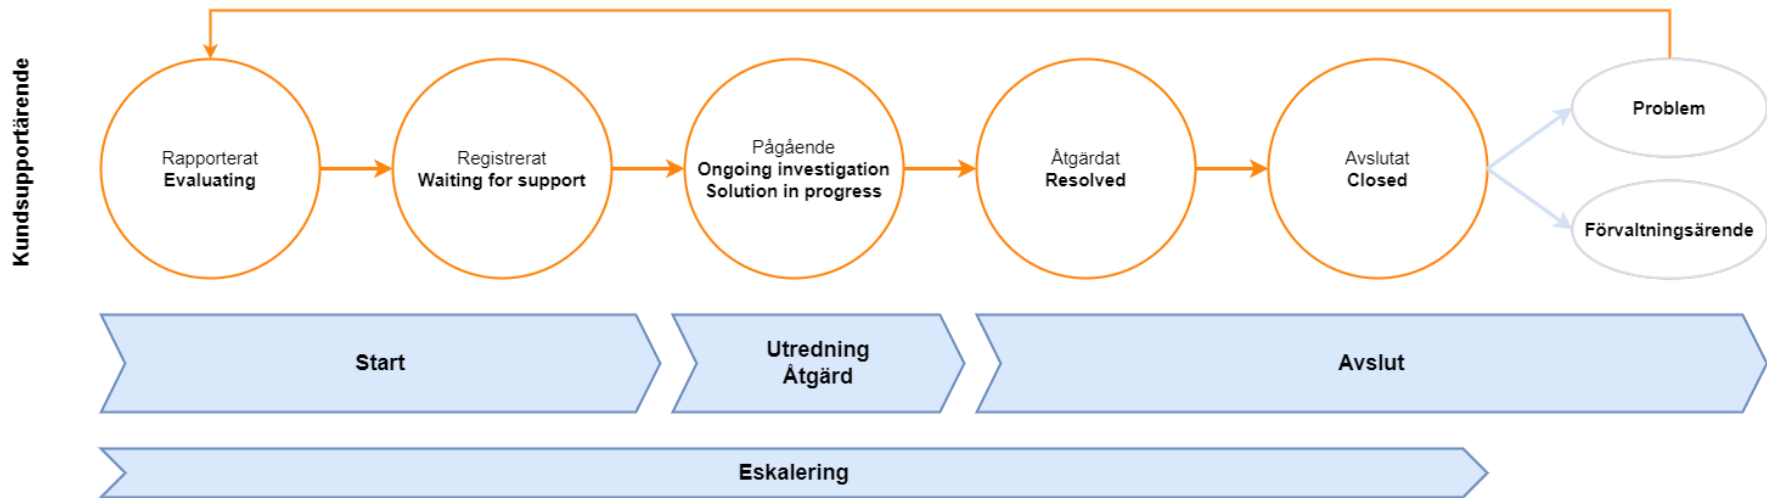 Kundsupportärende
Rapporterat
Evaluating
Registrerat
Waiting for support
Pågående
Ongoing investigation
Solution in progress
Åtgärdat
Resolved
Avslutat
Closed
Problem
Förvaltningsärende
Start
Utredning
Åtgärd
Avslut
Eskalering